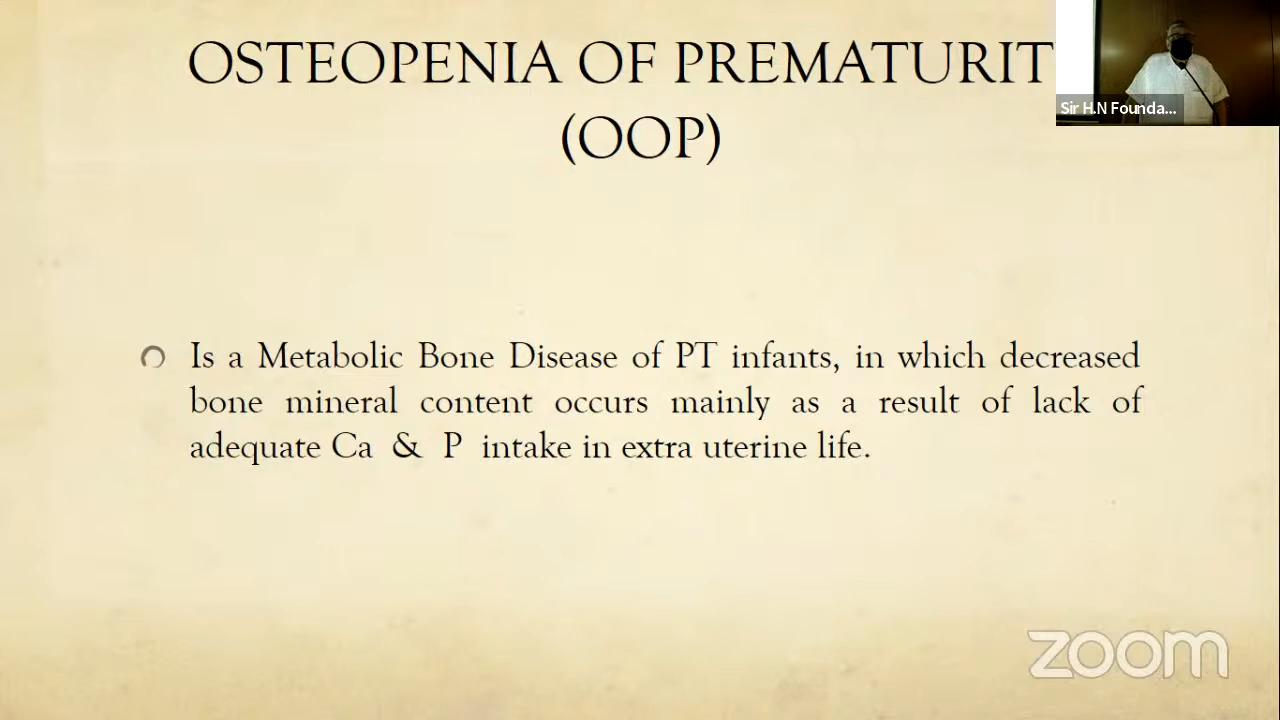 OSTEOPENIA OF PREMATURIT
(OOP)
Sir H.N Founda...
Is a Metabolic Bone Disease of PT infants, in which decreased
bone mineral content occurs mainly as a result of lack of
adequate Ca & P intake in extra uterine life.
zoom